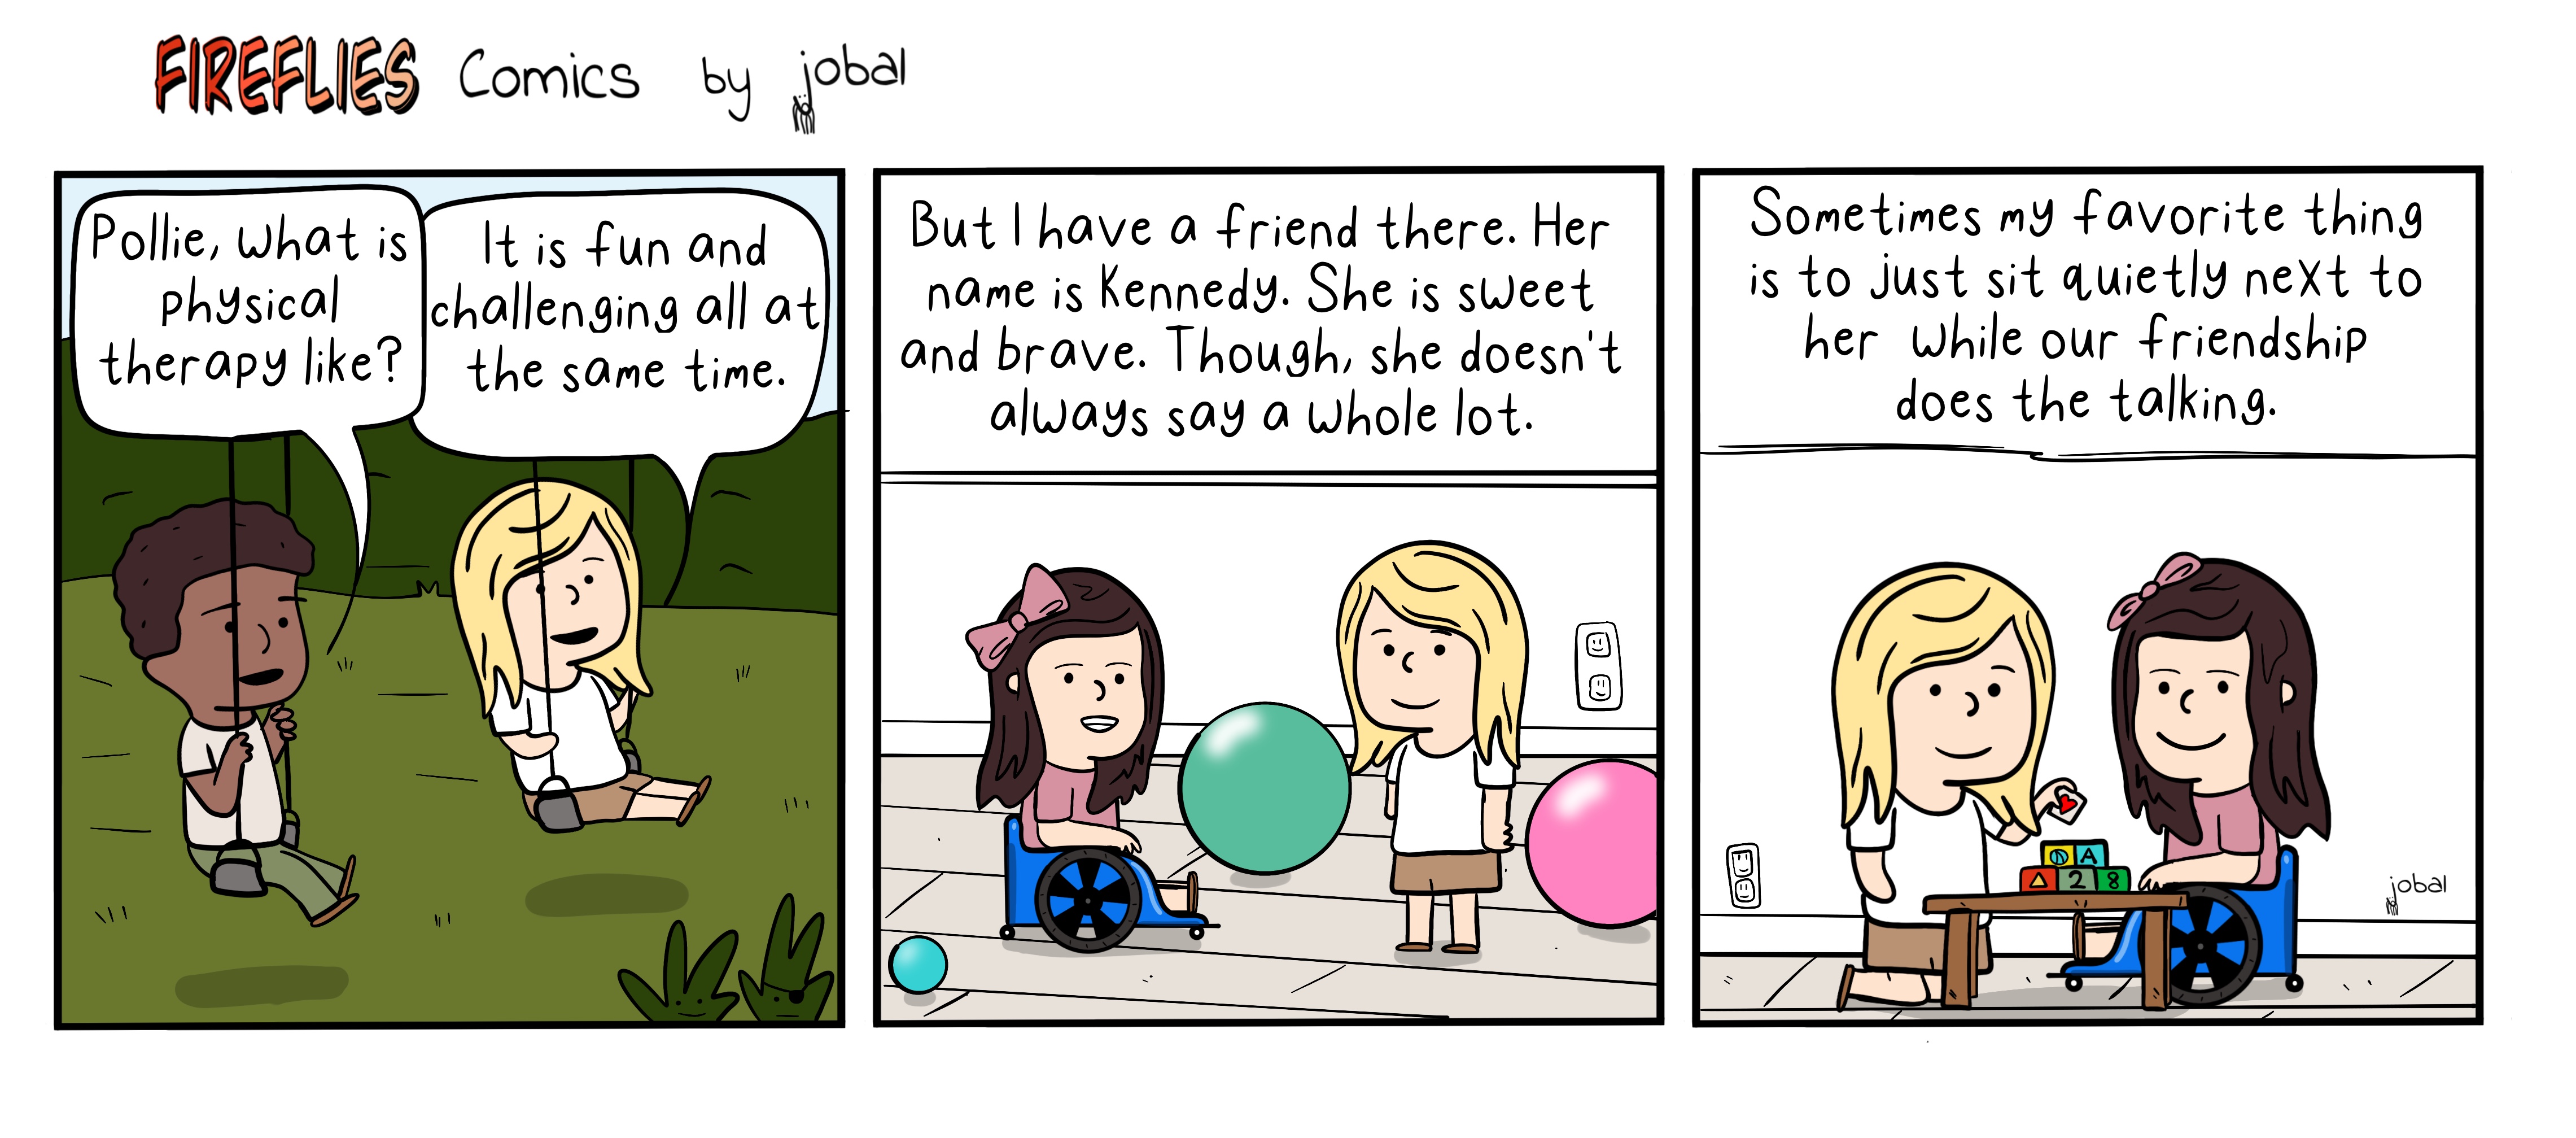 FIREFLIES Comics by jobal
Pollie, what is
physical
therapy like?
It is fun and
challenging all at
the same time.
But I have a friend there. Her
name is Kennedy. She is sweet
and brave. Though, she doesn't
always say a whole lot.
Sometimes my favorite thing
is to just sit quietly next to
her while our friendship
does the talking.
A
2 8
jobal